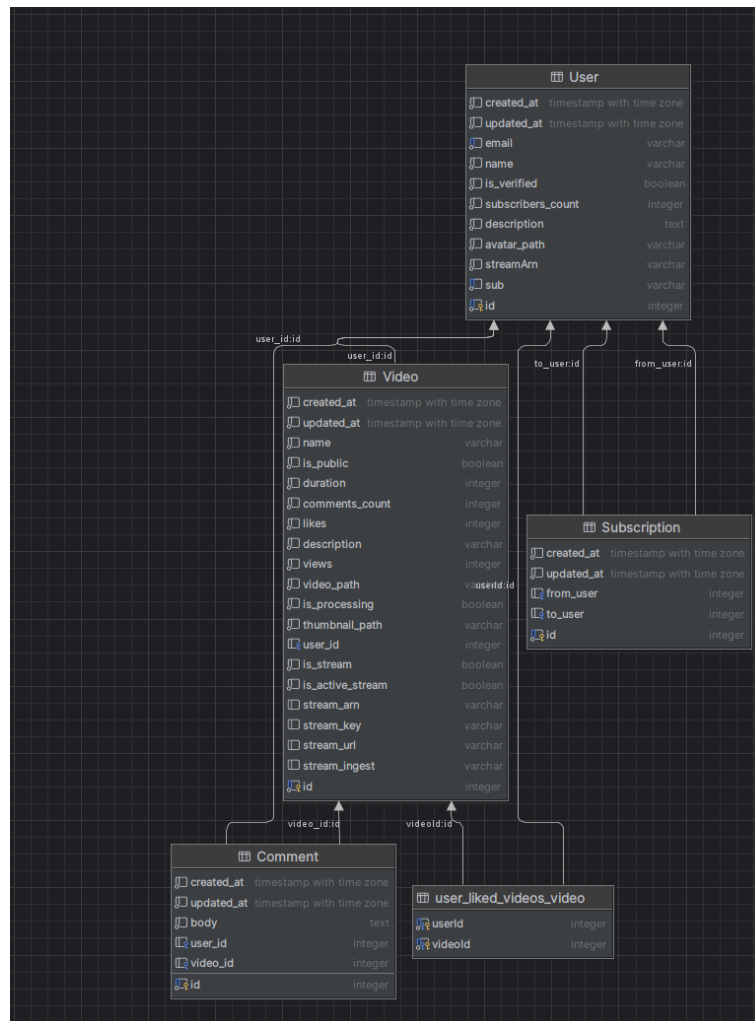 User
created_at timestamp with time zone
updated_at timestamp with time zone
email varchar
name varchar
is_verified boolean
subscribers_count integer
description text
avatar_path varchar
streamArn varchar
sub varchar
id integer
user_id:id
user_id:id
to_user:id
from_user:id
Video
created_at timestamp with time zone
updated_at timestamp with time zone
name varchar
is_public boolean
duration integer
comments_count integer
likes integer
description varchar
views integer
video_path
userId:id
is_processing boolean
thumbnail_path varchar
user_id integer
is_stream boolean
is_active_stream boolean
stream_arn varchar
stream_key varchar
stream_url varchar
stream_ingest varchar
id integer
Subscription
created_at timestamp with time zone
updated_at timestamp with time zone
from_user integer
to_user integer
id integer
video_id:id
videoId:id
Comment
created_at timestamp with time zone
updated_at timestamp with time zone
body text
user_id integer
video_id integer
id integer
user_liked_videos_video
userId integer
videoId integer